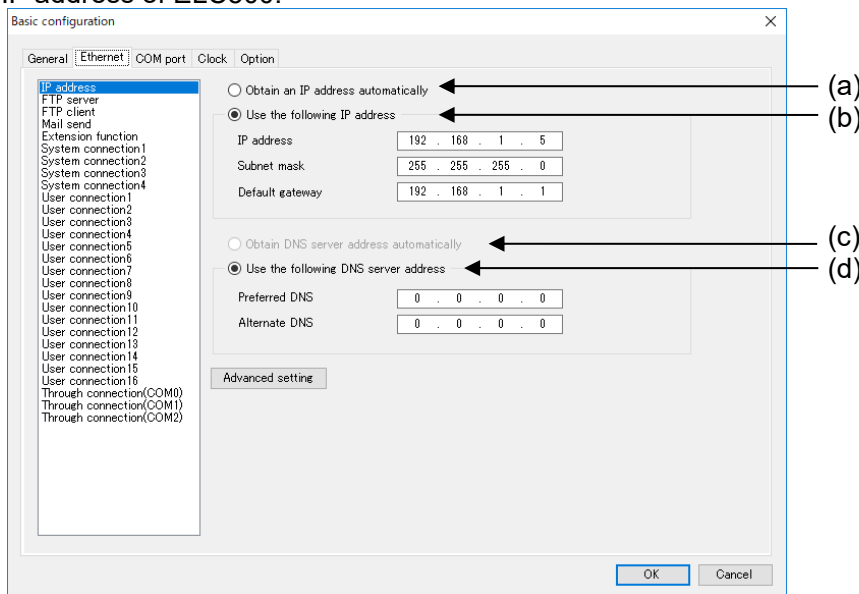 IP address of ELC500.
Basic configuration
General Ethernet COM port Clock Option
IP address
FTP server
FTP client
Mail send
Extension function
System connection1
System connection2
System connection3
System connection4
User connection1
User connection2
User connection3
User connection4
User connection5
User connection6
User connection7
User connection8
User connection9
User connection10
User connection11
User connection12
User connection13
User connection14
User connection15
User connection16
Through connection(COM0)
Through connection(COM1)
Through connection(COM2)
Obtain an IP address automatically
(a)
Use the following IP address
(b)
IP address 192 . 168 . 1 . 5
Subnet mask 255 . 255 . 255 . 0
Default gateway 192 . 168 . 1 . 1
Obtain DNS server address automatically
(c)
Use the following DNS server address
(d)
Preferred DNS 0 . 0 . 0 . 0
Alternate DNS 0 . 0 . 0 . 0
Advanced setting
OK Cancel